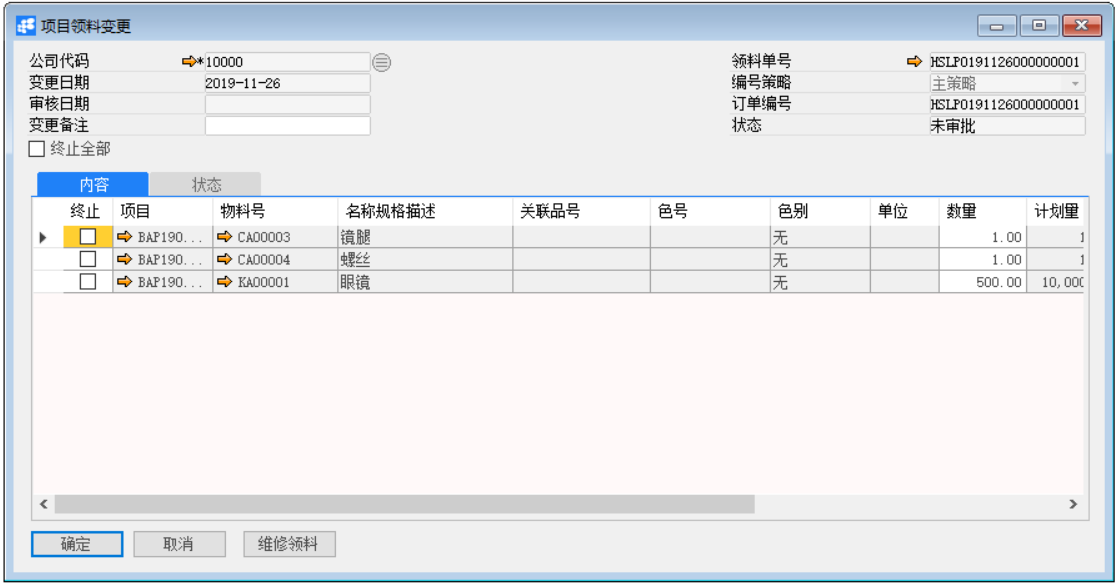 项目领料变更
公司代码 *10000 领料单号 HSLP0191126000000001
变更日期 2019-11-26 编号策略 主策略
审核日期 订单编号 HSLP0191126000000001
变更备注 状态 未审批
终止全部
内容 状态
终止 项目 物料号 名称规格描述 关联品号 色号 色别 单位 数量 计划量
BAP190... CA00003 镜腿 无 1.00 1
BAP190... CA00004 螺丝 无 1.00 1
BAP190... KA00001 眼镜 无 500.00 10,000
确定 取消 维修领料